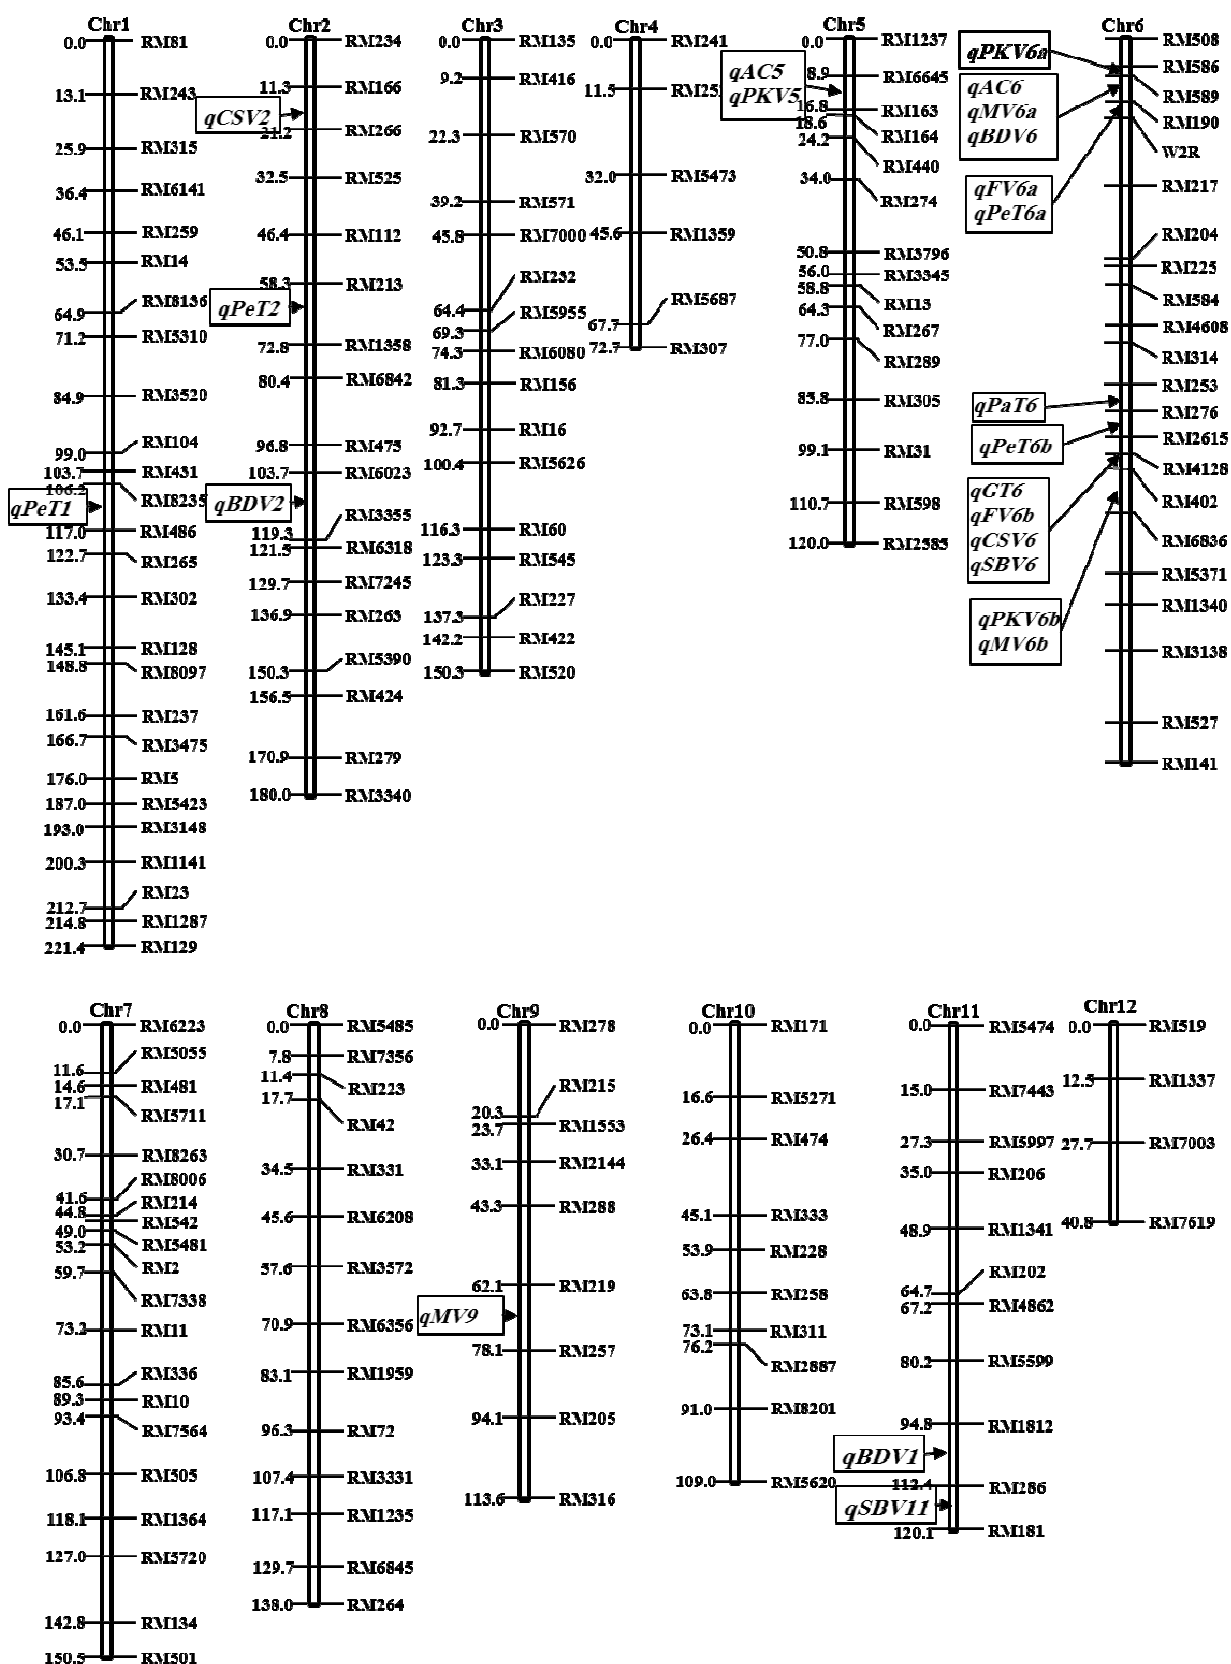 Chr1
0.0 RM81
13.1 RM243
25.9 RM315
36.4 RM6141
46.1 RM259
53.5 RM14
64.9 RM8136
71.2 RM5310
84.9 RM3520
99.0 RM104
103.7 RM431
106.2 RM8235
qPeT1
117.0 RM486
122.7 RM265
133.4 RM302
145.1 RM128
148.8 RM8097
161.6 RM237
166.7 RM3475
176.0 RM5
187.0 RM5423
193.0 RM3148
200.3 RM1141
212.7 RM23
214.8 RM1287
221.4 RM129
Chr2
0.0 RM234
11.3 RM166
qCSV2
21.2 RM266
32.5 RM525
46.4 RM112
58.3 RM213
qPeT2
72.8 RM1358
80.4 RM6842
96.8 RM475
103.7 RM6023
qBDV2
119.3 RM3355
121.5 RM6318
129.7 RM7245
136.9 RM263
150.3 RM5390
156.5 RM424
170.9 RM279
180.0 RM3340
Chr3
0.0 RM135
9.2 RM416
22.3 RM570
39.2 RM571
45.8 RM7000
64.4 RM232
69.3 RM5955
74.3 RM6080
81.3 RM156
92.7 RM16
100.4 RM5626
116.3 RM60
123.3 RM545
137.3 RM227
142.2 RM422
150.3 RM520
Chr4
0.0 RM241
11.5
32.0 RM5473
45.6 RM1359
67.7 RM5687
72.7 RM307
Chr5
0.0 RM1237
qAC5
qPKV5
8.9 RM6645
16.8 RM163
18.6 RM164
24.2 RM440
34.0 RM274
50.8 RM3796
56.0 RM3345
58.8 RM13
64.3 RM267
77.0 RM289
85.8 RM305
99.1 RM31
110.7 RM598
120.0 RM2585
Chr6
qPKV6a
qAC6
qMV6a
qBDV6
qFV6a
qPeT6a
qPaT6
qPeT6b
qGT6
qFV6b
qCSV6
qSBV6
qPKV6b
qMV6b
RM508
RM586
RM589
RM190
W2R
RM217
RM204
RM225
RM584
RM4608
RM314
RM253
RM276
RM2615
RM4128
RM402
RM6836
RM5371
RM1340
RM3138
RM527
RM141
Chr7
0.0 RM6223
11.6 RM5055
14.6 RM481
17.1 RM5711
30.7 RM8263
41.6 RM8006
44.8 RM214
RM542
49.0 RM5481
53.2 RM2
59.7 RM7338
73.2 RM11
85.6 RM336
89.3 RM10
93.4 RM7564
106.8 RM505
118.1 RM1364
127.0 RM5720
142.8 RM134
150.5 RM501
Chr8
0.0 RM5485
7.8 RM7356
11.4 RM223
17.7 RM42
34.5 RM331
45.6 RM6208
57.6 RM3572
70.9 RM6356
83.1 RM1959
96.3 RM72
107.4 RM3331
117.1 RM1235
129.7 RM6845
138.0 RM264
Chr9
0.0 RM278
20.3 RM215
23.7 RM1553
33.1 RM2144
43.3 RM288
62.1 RM219
qMV9
78.1 RM257
94.1 RM205
113.6 RM316
Chr10
0.0 RM171
16.6 RM5271
26.4 RM474
45.1 RM333
53.9 RM228
63.8 RM258
73.1 RM311
76.2 RM2887
91.0 RM8201
109.0 RM5620
Chr11
0.0 RM5474
15.0 RM7443
27.3 RM5997
35.0 RM206
48.9 RM1341
64.7 RM202
67.2 RM4862
80.2 RM5599
94.8 RM1812
qBDV1
112.4 RM286
qSBV11
120.1 RM181
Chr12
0.0 RM519
12.5 RM1337
27.7 RM7003
40.8 RM7619